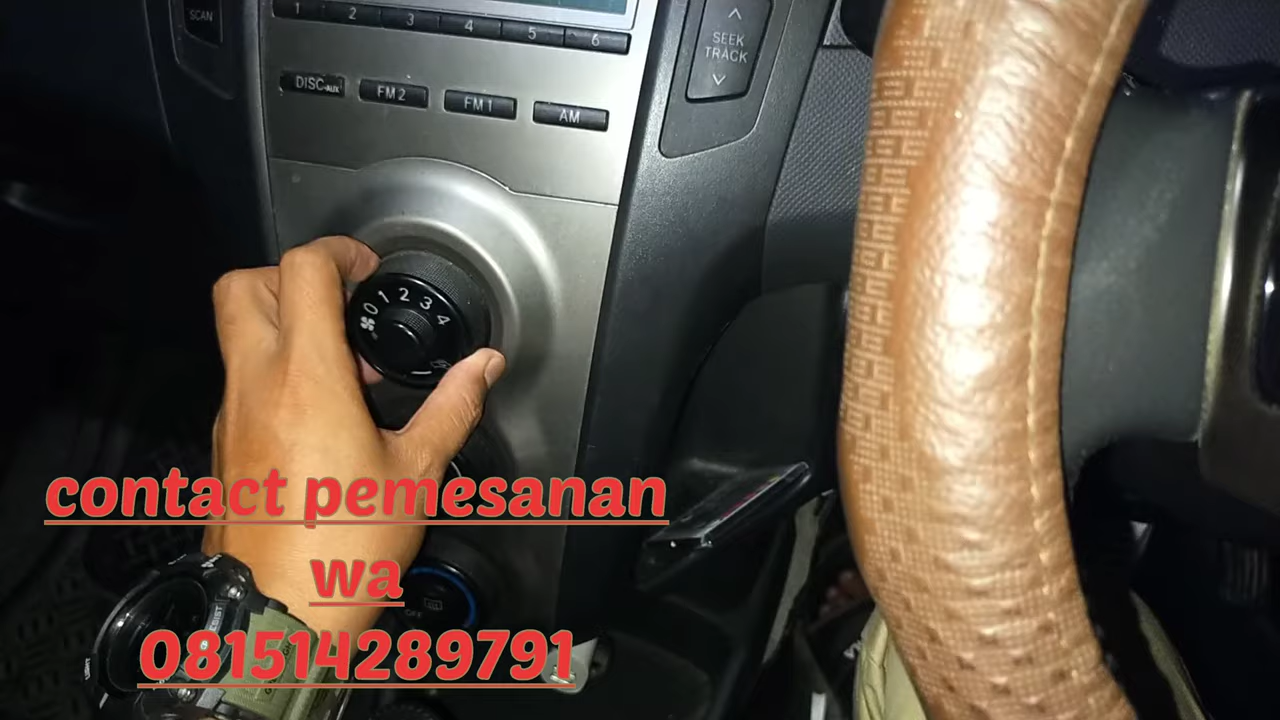 SCAN
1 2 3 4 5 6
SEEK
TRACK
DISC-AUX
FM 2
FM 1
AM
0 1 2 3 4
contact pemesanan
wa
081514289791
OFF